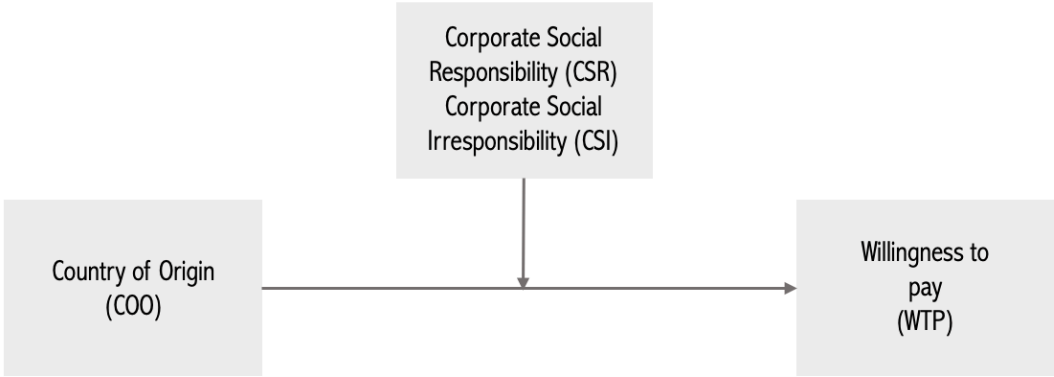 Corporate Social
Responsibility (CSR)
Corporate Social
Irresponsibility (CSI)
Country of Origin
(COO)
Willingness to
pay
(WTP)